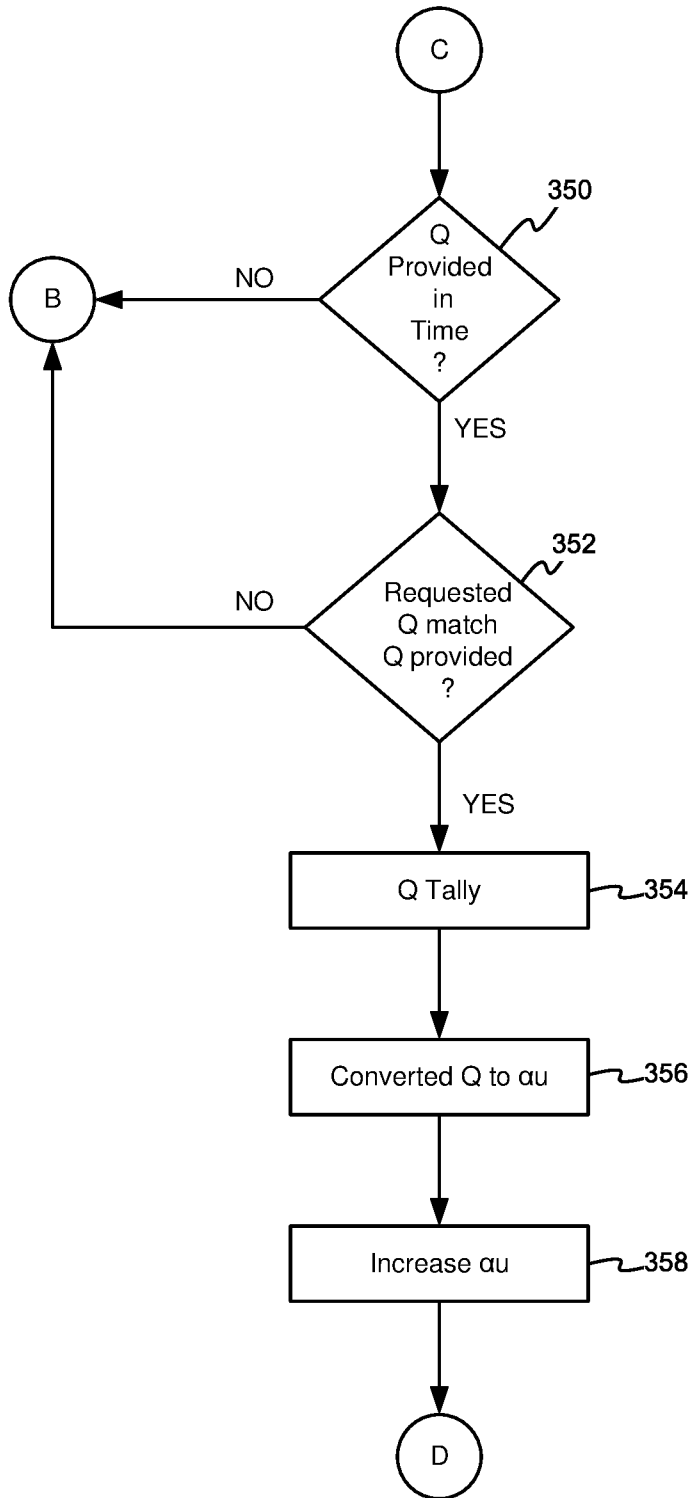 C
350
Q
Provided
in
Time
?
NO
B
YES
352
Requested
Q match
Q provided
?
NO
YES
Q Tally
354
Converted Q to αu
356
Increase αu
358
D